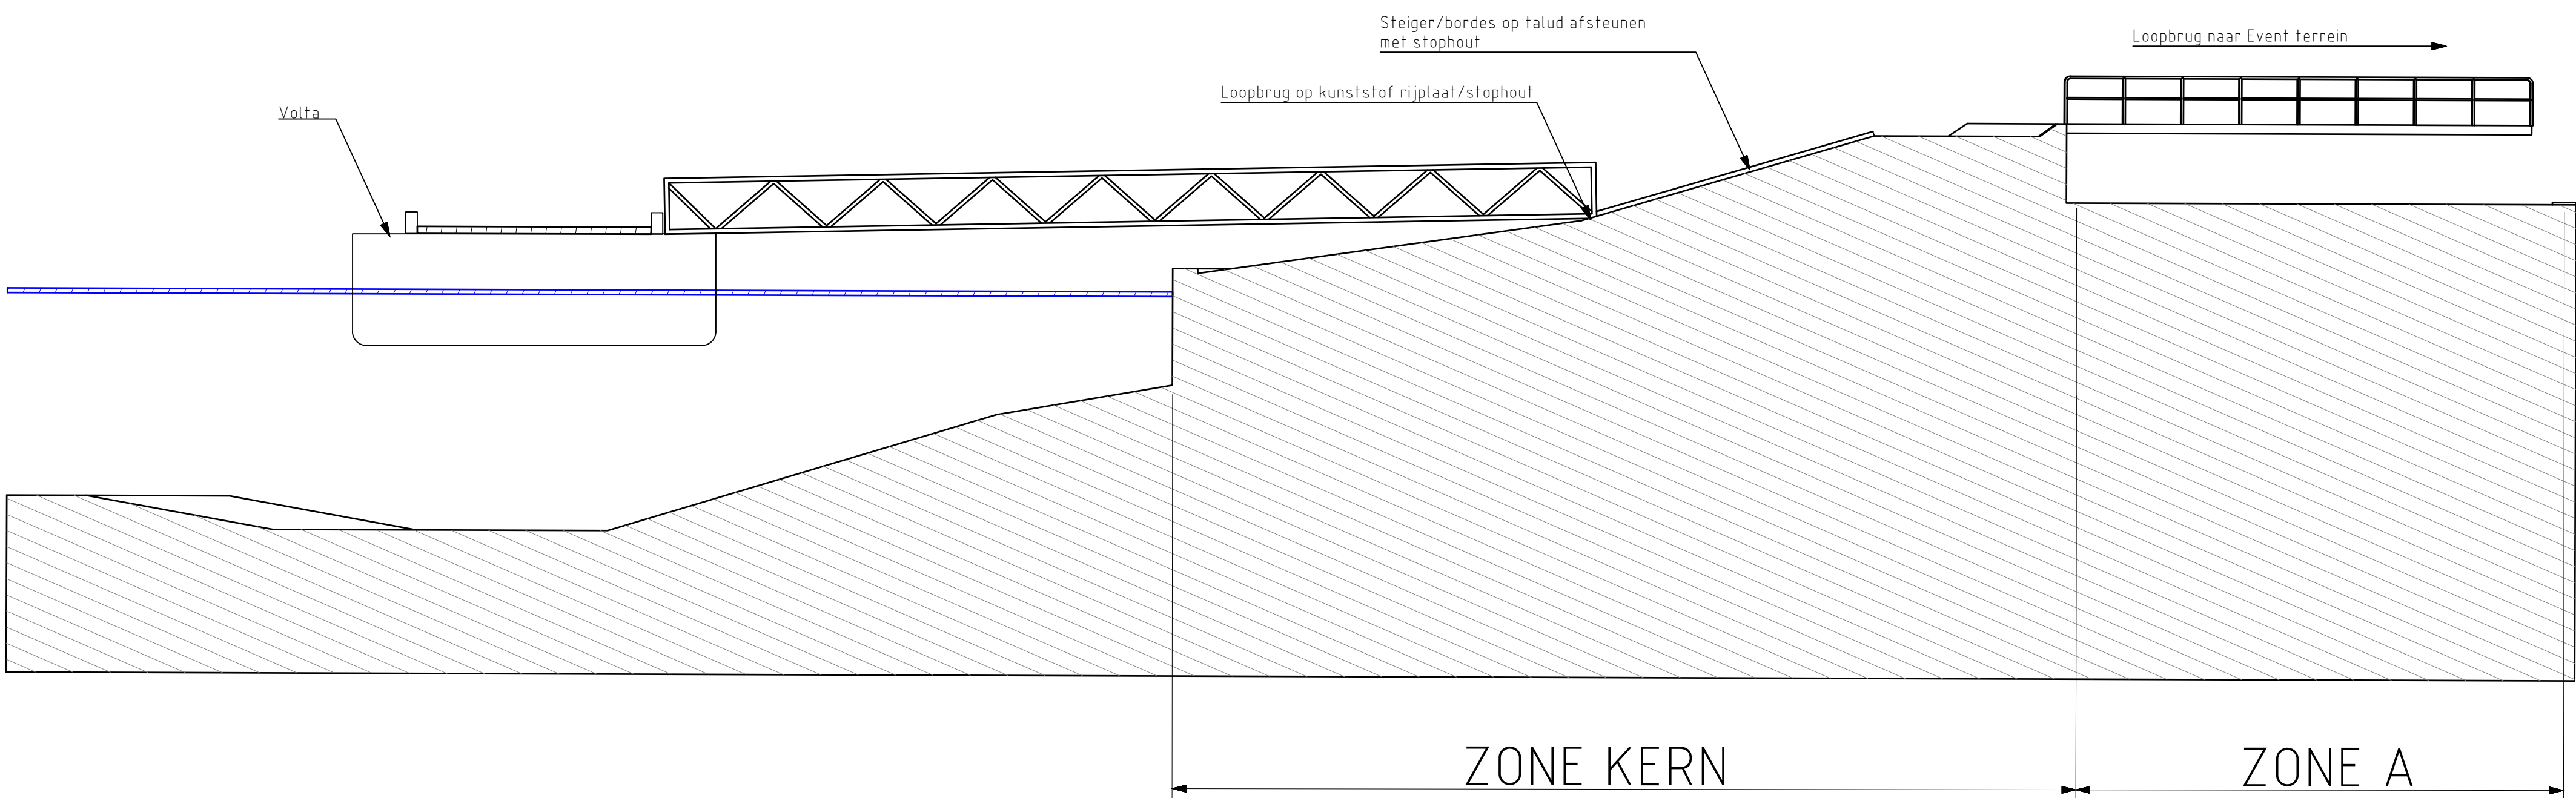 Steiger/bordes op talud afsteunen
met stophout
Loopbrug naar Event terrein
Loopbrug op kunststof rijplaat/stophout
Volta
ZONE KERN
ZONE A